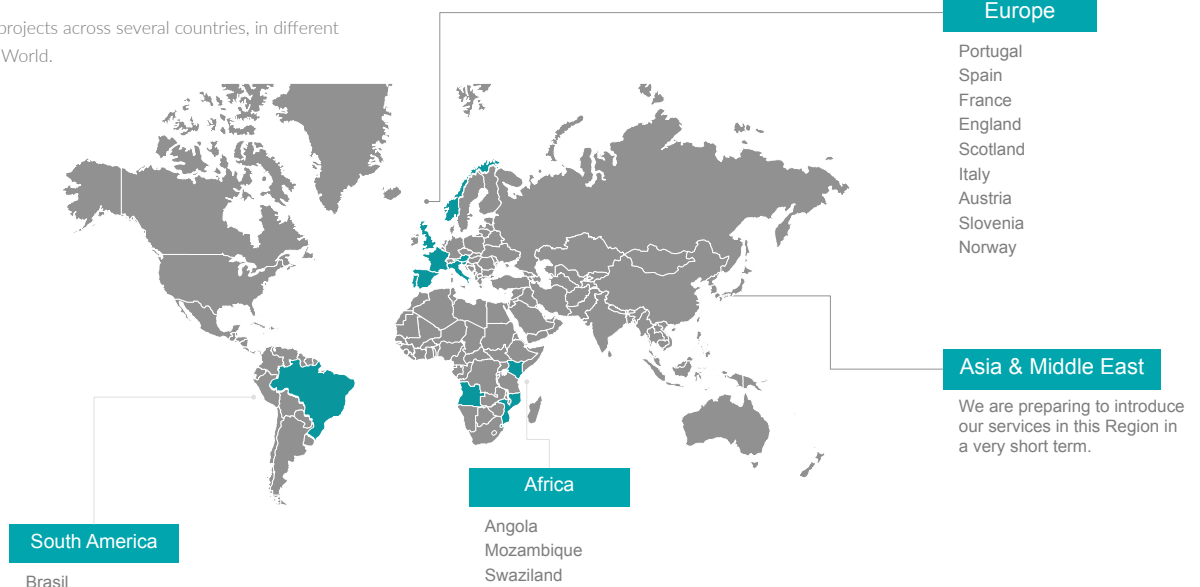 projects across several countries, in different
World.
Europe
Portugal
Spain
France
England
Scotland
Italy
Austria
Slovenia
Norway
Asia & Middle East
We are preparing to introduce
our services in this Region in
a very short term.
Africa
Angola
Mozambique
Swaziland
South America
Brasil